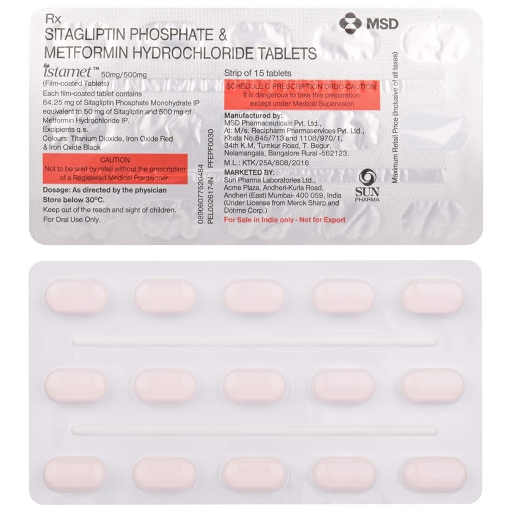 Rx
SITAGLIPTIN PHOSPHATE &
METFORMIN HYDROCHLORIDE TABLETS
MSD
istamet™ 50mg/500mg
(Film-coated Tablets)
Each film-coated tablet contains
64.25 mg of Sitagliptin Phosphate Monohydrate IP
equivalent to 50 mg of Sitagliptin and 500 mg of
Metformin Hydrochloride IP.
Excipients q.s.
Colours: Titanium Dioxide, Iron Oxide Red
& Iron Oxide Black
CAUTION
Not to be sold by retail without the prescription
of a Registered Medical Practitioner
Dosage: As directed by the physician
Store below 30°C.
Keep out of the reach and sight of children.
For Oral Use Only.
PEL002617-IN PFEPF0030
Strip of 15 tablets
SCHEDULE G PRESCRIPTION DRUG-CAUTION
It is dangerous to take this preparation
except under Medical Supervision
Manufactured by:
MSD Pharmaceuticals Pvt. Ltd.,
At: M/s. Recipharm Pharmaservices Pvt. Ltd.,
34th K.M, Tumkur Road, T. Begur,
Nelamangala, Bangalore Rural -562123.
M.L.: KTK/25A/808/2016
MARKETED BY:
Sun Pharma Laboratories Ltd.,
Acme Plaza, Andheri-Kurla Road,
Andheri (East) Mumbai- 400 059, India
(Under License from Merck Sharp and
Dohme Corp.)
For Sale in India only - Not for Export
SUN
PHARMA
Maximum Retail Price (Inclusive of all taxes)